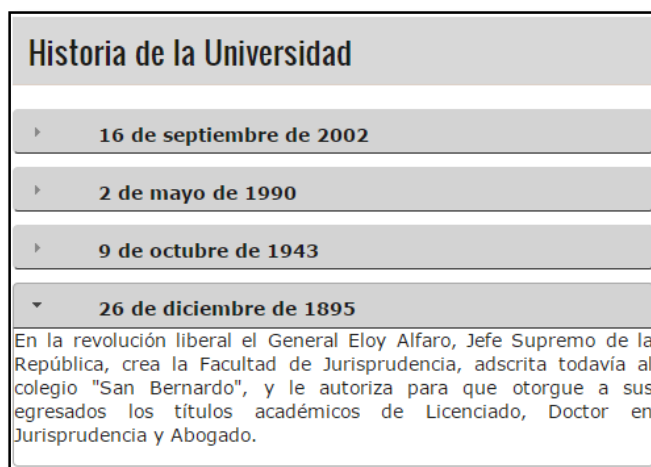 Historia de la Universidad
16 de septiembre de 2002
2 de mayo de 1990
9 de octubre de 1943
26 de diciembre de 1895
En la revolución liberal el General Eloy Alfaro, Jefe Supremo de la
República, crea la Facultad de Jurisprudencia, adscrita todavía al
colegio "San Bernardo", y le autoriza para que otorgue a sus
egresados los títulos académicos de Licenciado, Doctor en
Jurisprudencia y Abogado.